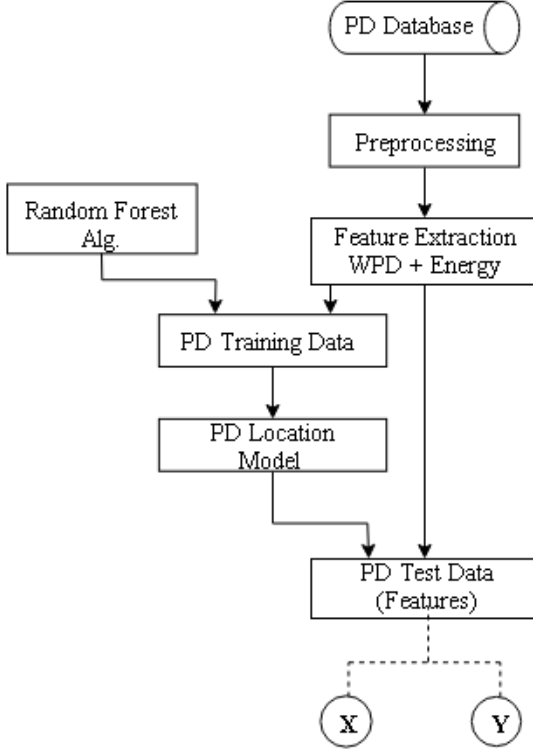 PD Database
Preprocessing
Random Forest
Alg.
Feature Extraction
WPD + Energy
PD Training Data
PD Location
Model
PD Test Data
(Features)
X
Y